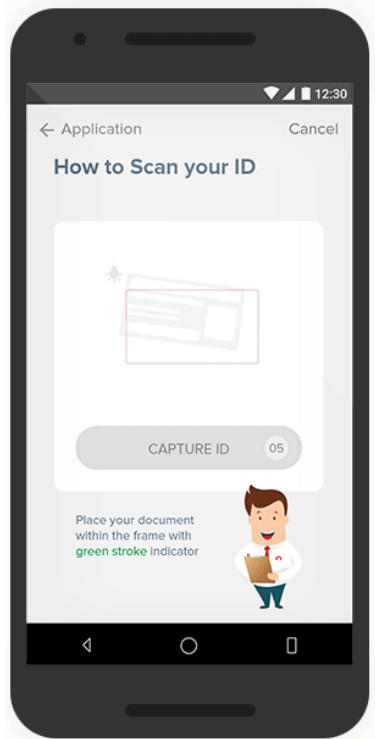 12:30
Application
Cancel
How to Scan your ID
CAPTURE ID 05
Place your document
within the frame with
green stroke indicator